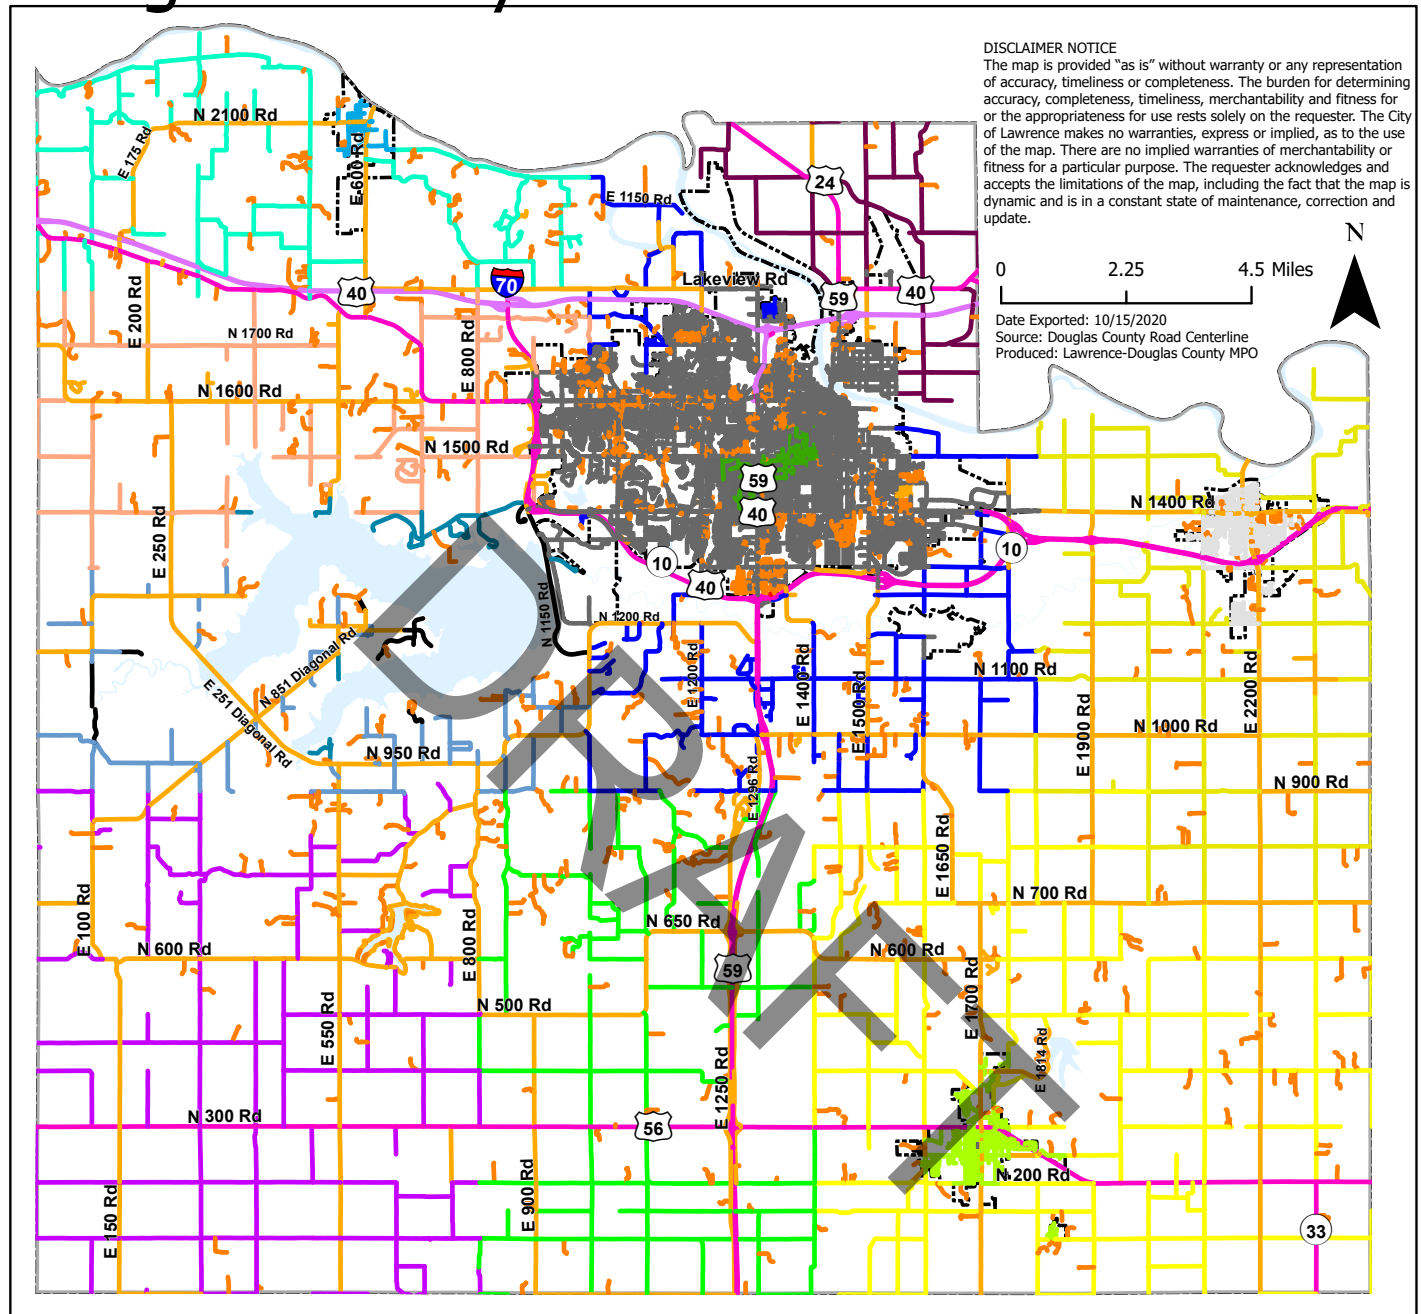 DISCLAIMER NOTICE
The map is provided “as is” without warranty or any representation
of accuracy, timeliness or completeness. The burden for determining
accuracy, completeness, timeliness, merchantability and fitness for
or the appropriateness for use rests solely on the requester. The City
of Lawrence makes no warranties, express or implied, as to the use
of the map. There are no implied warranties of merchantability or
fitness for a particular purpose. The requester acknowledges and
accepts the limitations of the map, including the fact that the map is
dynamic and is in a constant state of maintenance, correction and
update.
N
0 2.25 4.5 Miles
Date Exported: 10/15/2020
Source: Douglas County Road Centerline
Produced: Lawrence-Douglas County MPO
N 2100 Rd
E 175 Rd
E 600 Rd
E 1150 Rd
24
Lakeview Rd
40
70
59
40
E 200 Rd
N 1700 Rd
E 800 Rd
N 1600 Rd
N 1500 Rd
59
40
N 1400 Rd
E 250 Rd
10
10
40
N 1150 Rd
N 1200 Rd
N 851 Diagonal Rd
E 251 Diagonal Rd
E 1200 Rd
E 1400 Rd
E 1500 Rd
N 1100 Rd
E 1900 Rd
E 2200 Rd
N 1000 Rd
N 950 Rd
E 1296 Rd
N 900 Rd
E 1650 Rd
N 700 Rd
E 100 Rd
N 600 Rd
E 800 Rd
N 650 Rd
N 600 Rd
59
E 550 Rd
N 500 Rd
E 1700 Rd
E 1814 Rd
E 1250 Rd
N 300 Rd
56
N 200 Rd
E 150 Rd
E 900 Rd
33
DRAFT